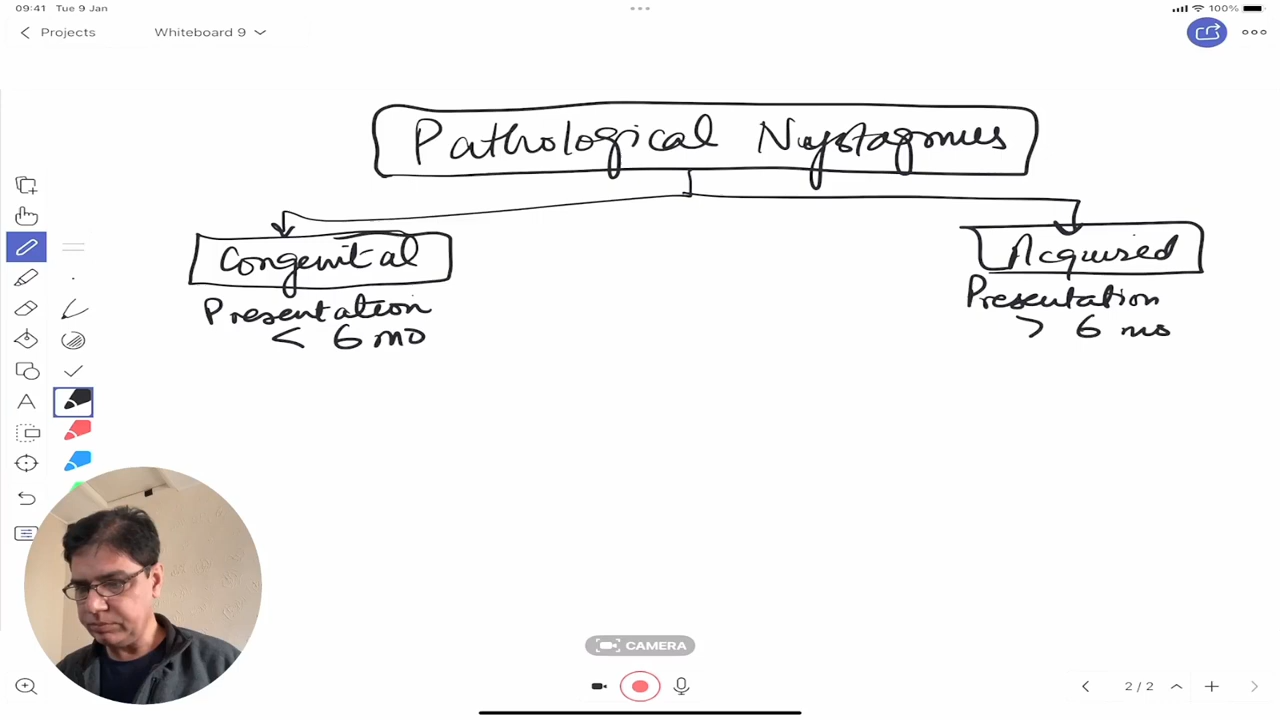 09:41 Tue 9 Jan
100%
Projects
Whiteboard 9
Pathological Nystagmus
Congenital
Acquired
Presentation
< 6 mo
Presentation
> 6 mo
A
CAMERA
2/2